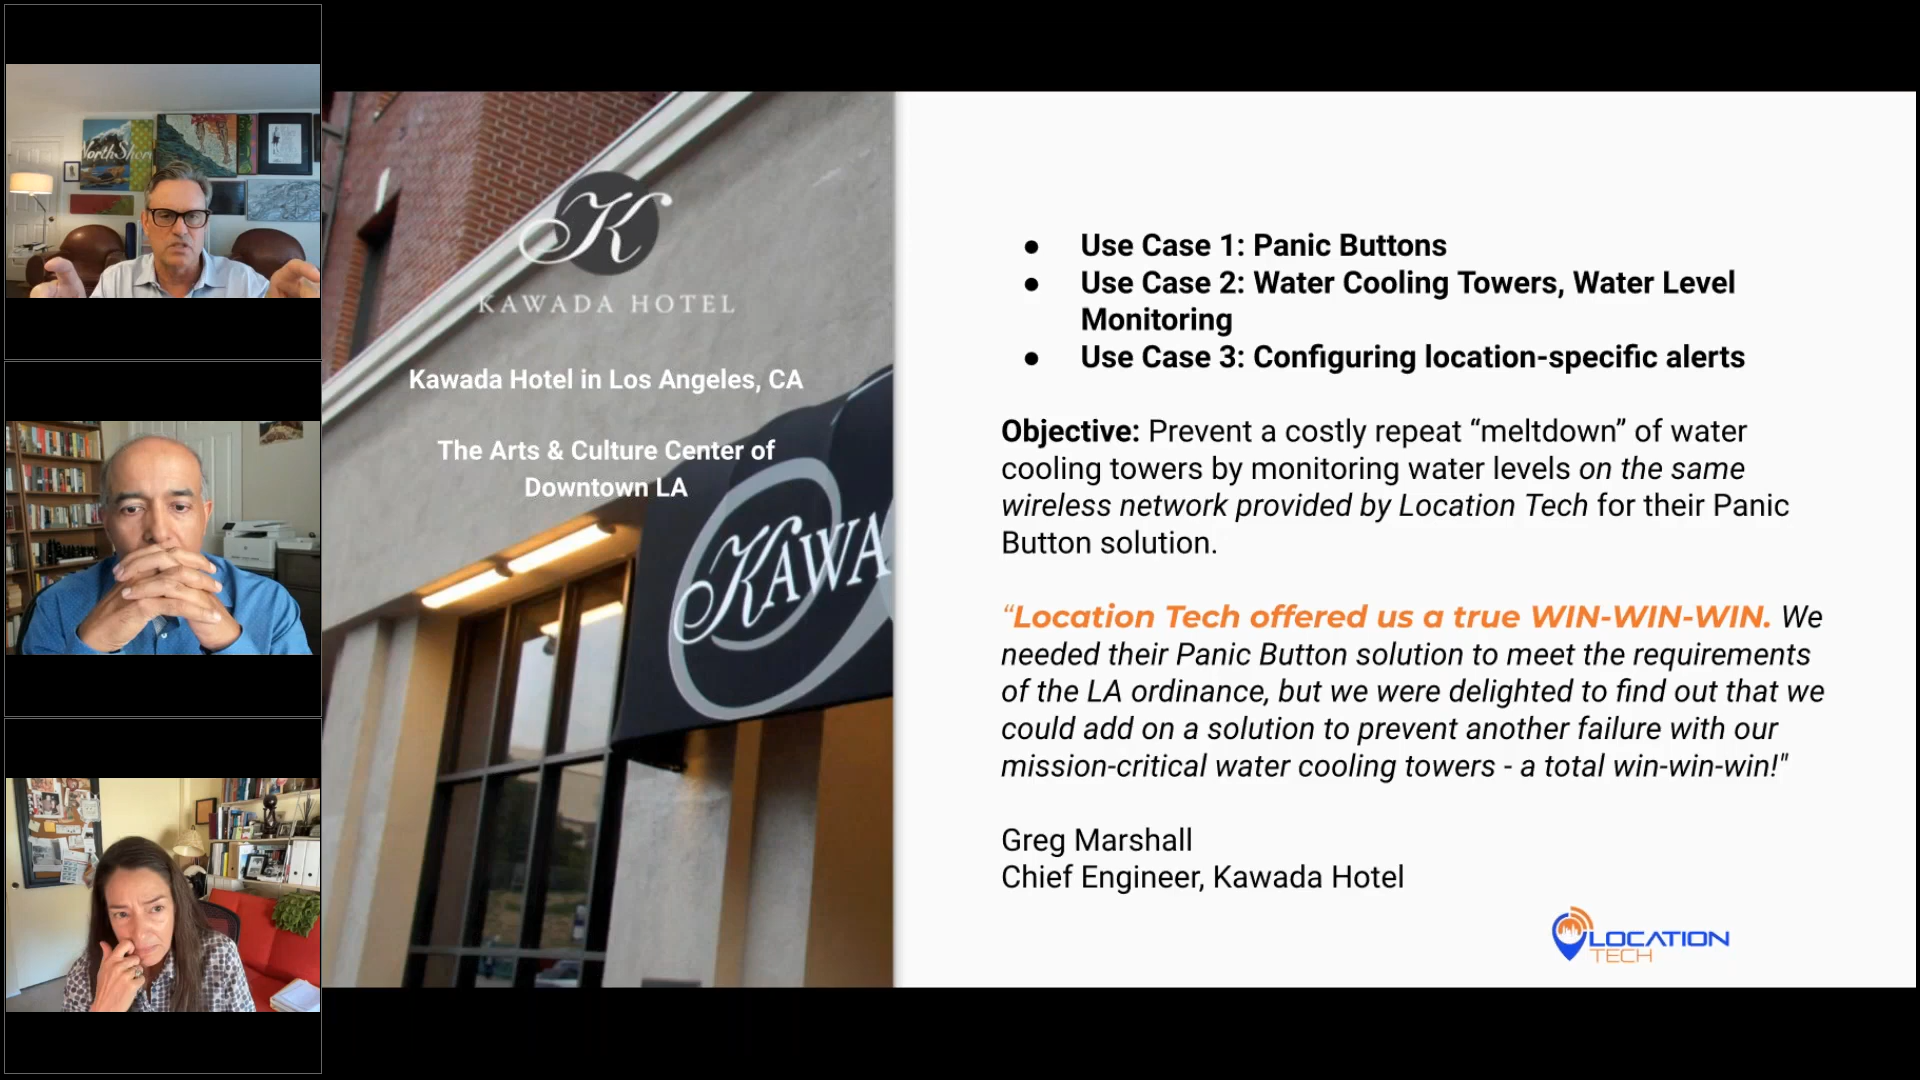 NorthShor
K
KAWADA HOTEL
Kawada Hotel in Los Angeles, CA
The Arts & Culture Center of
Downtown LA
KAWA
● Use Case 1: Panic Buttons
● Use Case 2: Water Cooling Towers, Water Level
Monitoring
● Use Case 3: Configuring location-specific alerts
Objective: Prevent a costly repeat “meltdown” of water
cooling towers by monitoring water levels on the same
wireless network provided by Location Tech for their Panic
Button solution.
“Location Tech offered us a true WIN-WIN-WIN. We
needed their Panic Button solution to meet the requirements
of the LA ordinance, but we were delighted to find out that we
could add on a solution to prevent another failure with our
mission-critical water cooling towers - a total win-win-win!"
Greg Marshall
Chief Engineer, Kawada Hotel
LOCATION
TECH